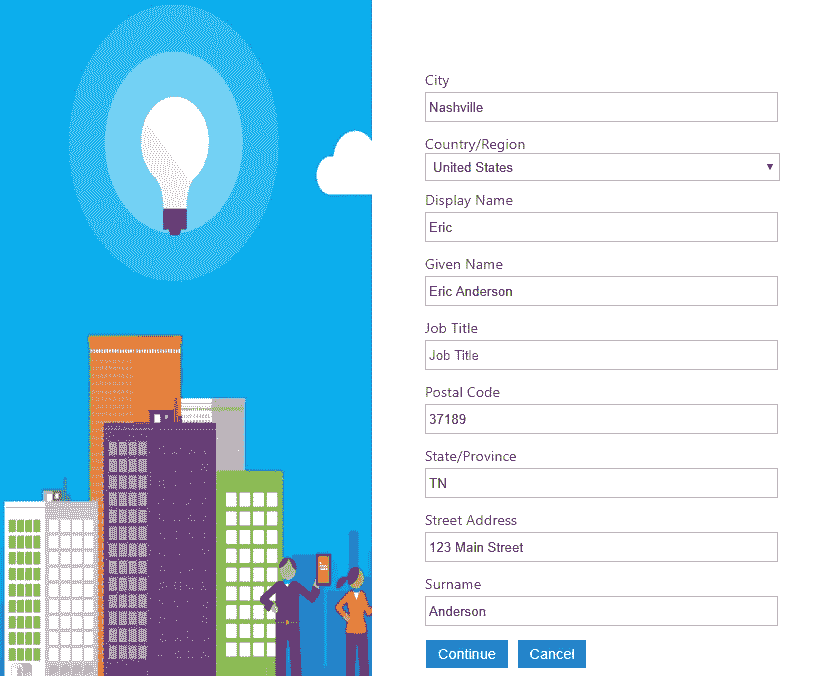 City
Nashville
Country/Region
United States
Display Name
Eric
Given Name
Eric Anderson
Job Title
Job Title
Postal Code
37189
State/Province
TN
Street Address
123 Main Street
Surname
Anderson
Continue Cancel